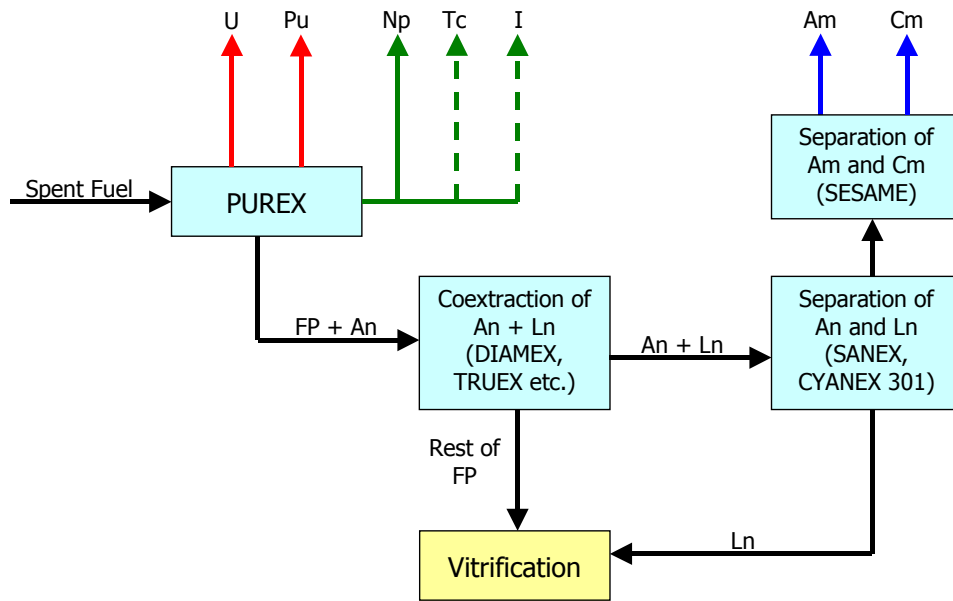 U Pu Np Tc I Am Cm
Spent Fuel
PUREX
Separation of
Am and Cm
(SESAME)
FP + An
Coextraction of
An + Ln
(DIAMEX,
TRUEX etc.)
An + Ln
Separation of
An and Ln
(SANEX,
CYANEX 301)
Rest of
FP
Vitrification
Ln